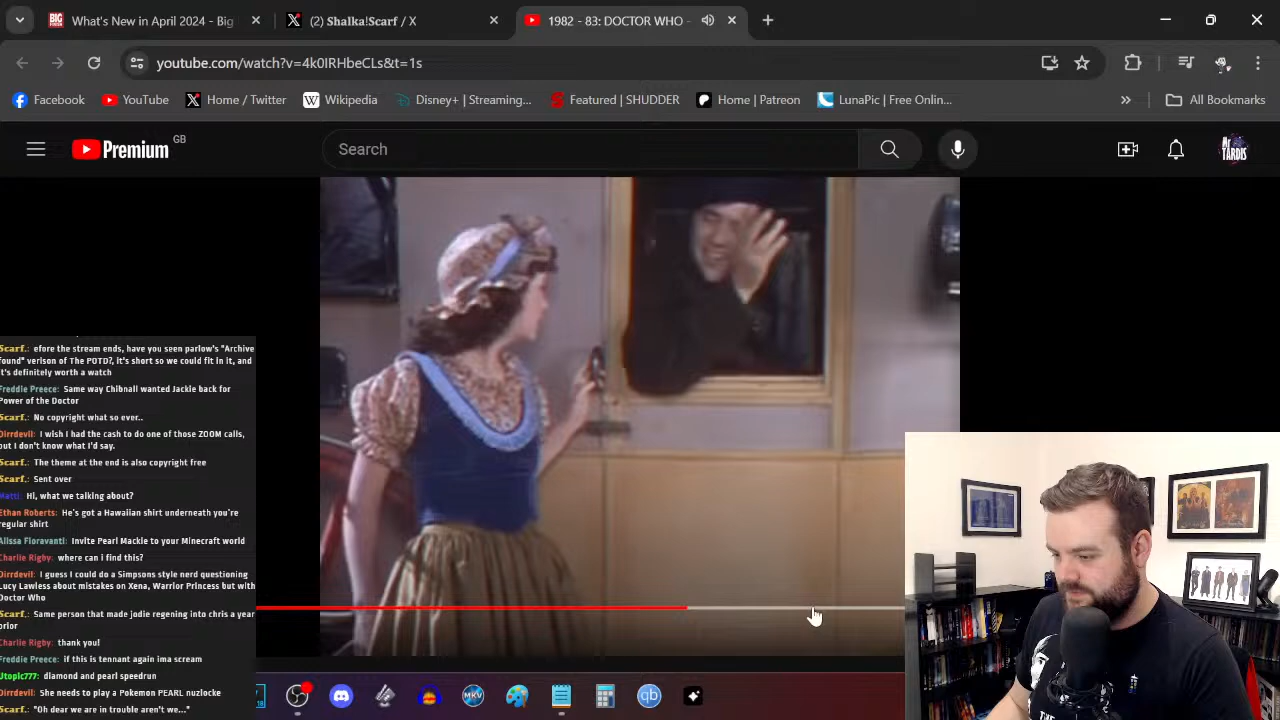 What's New in April 2024 - Big
(2) Shalka!Scarf / X
1982 - 83: DOCTOR WHO -
youtube.com/watch?v=4k0IRHbeCLs&t=1s
Facebook
YouTube
Home / Twitter
Wikipedia
Disney+ | Streaming...
Featured | SHUDDER
Home | Patreon
LunaPic | Free Onlin...
»
All Bookmarks
Premium GB
Search
MR TARDIS
Scarf.: efore the stream ends, have you seen parlow's "Archive
found" verison of The POTD?, it's short so we could fit in it, and
it's definitely worth a watch
Freddie Preece: Same way Chibnall wanted Jackie back for
Power of the Doctor
Scarf.: No copyright what so ever..
Dirrdevil: I wish I had the cash to do one of those ZOOM calls,
but I don't know what I'd say.
Scarf.: The theme at the end is also copyright free
Scarf.: Sent over
Matti: Hi, what we talking about?
Ethan Roberts: He's got a Hawaiian shirt underneath you're
regular shirt
Alissa Fioravanti: Invite Pearl Mackie to your Minecraft world
Charlie Rigby: where can i find this?
Dirrdevil: I guess I could do a Simpsons style nerd questioning
Lucy Lawless about mistakes on Xena, Warrior Princess but with
Doctor Who
Scarf.: Same person that made jodie regening into chris a year
prior
Charlie Rigby: thank you!
Freddie Preece: if this is tennant again ima scream
Utopic777: diamond and pearl speedrun
Dirrdevil: She needs to play a Pokemon PEARL nuzlocke
Scarf.: "Oh dear we are in trouble aren't we..."
MKV
qb
THE